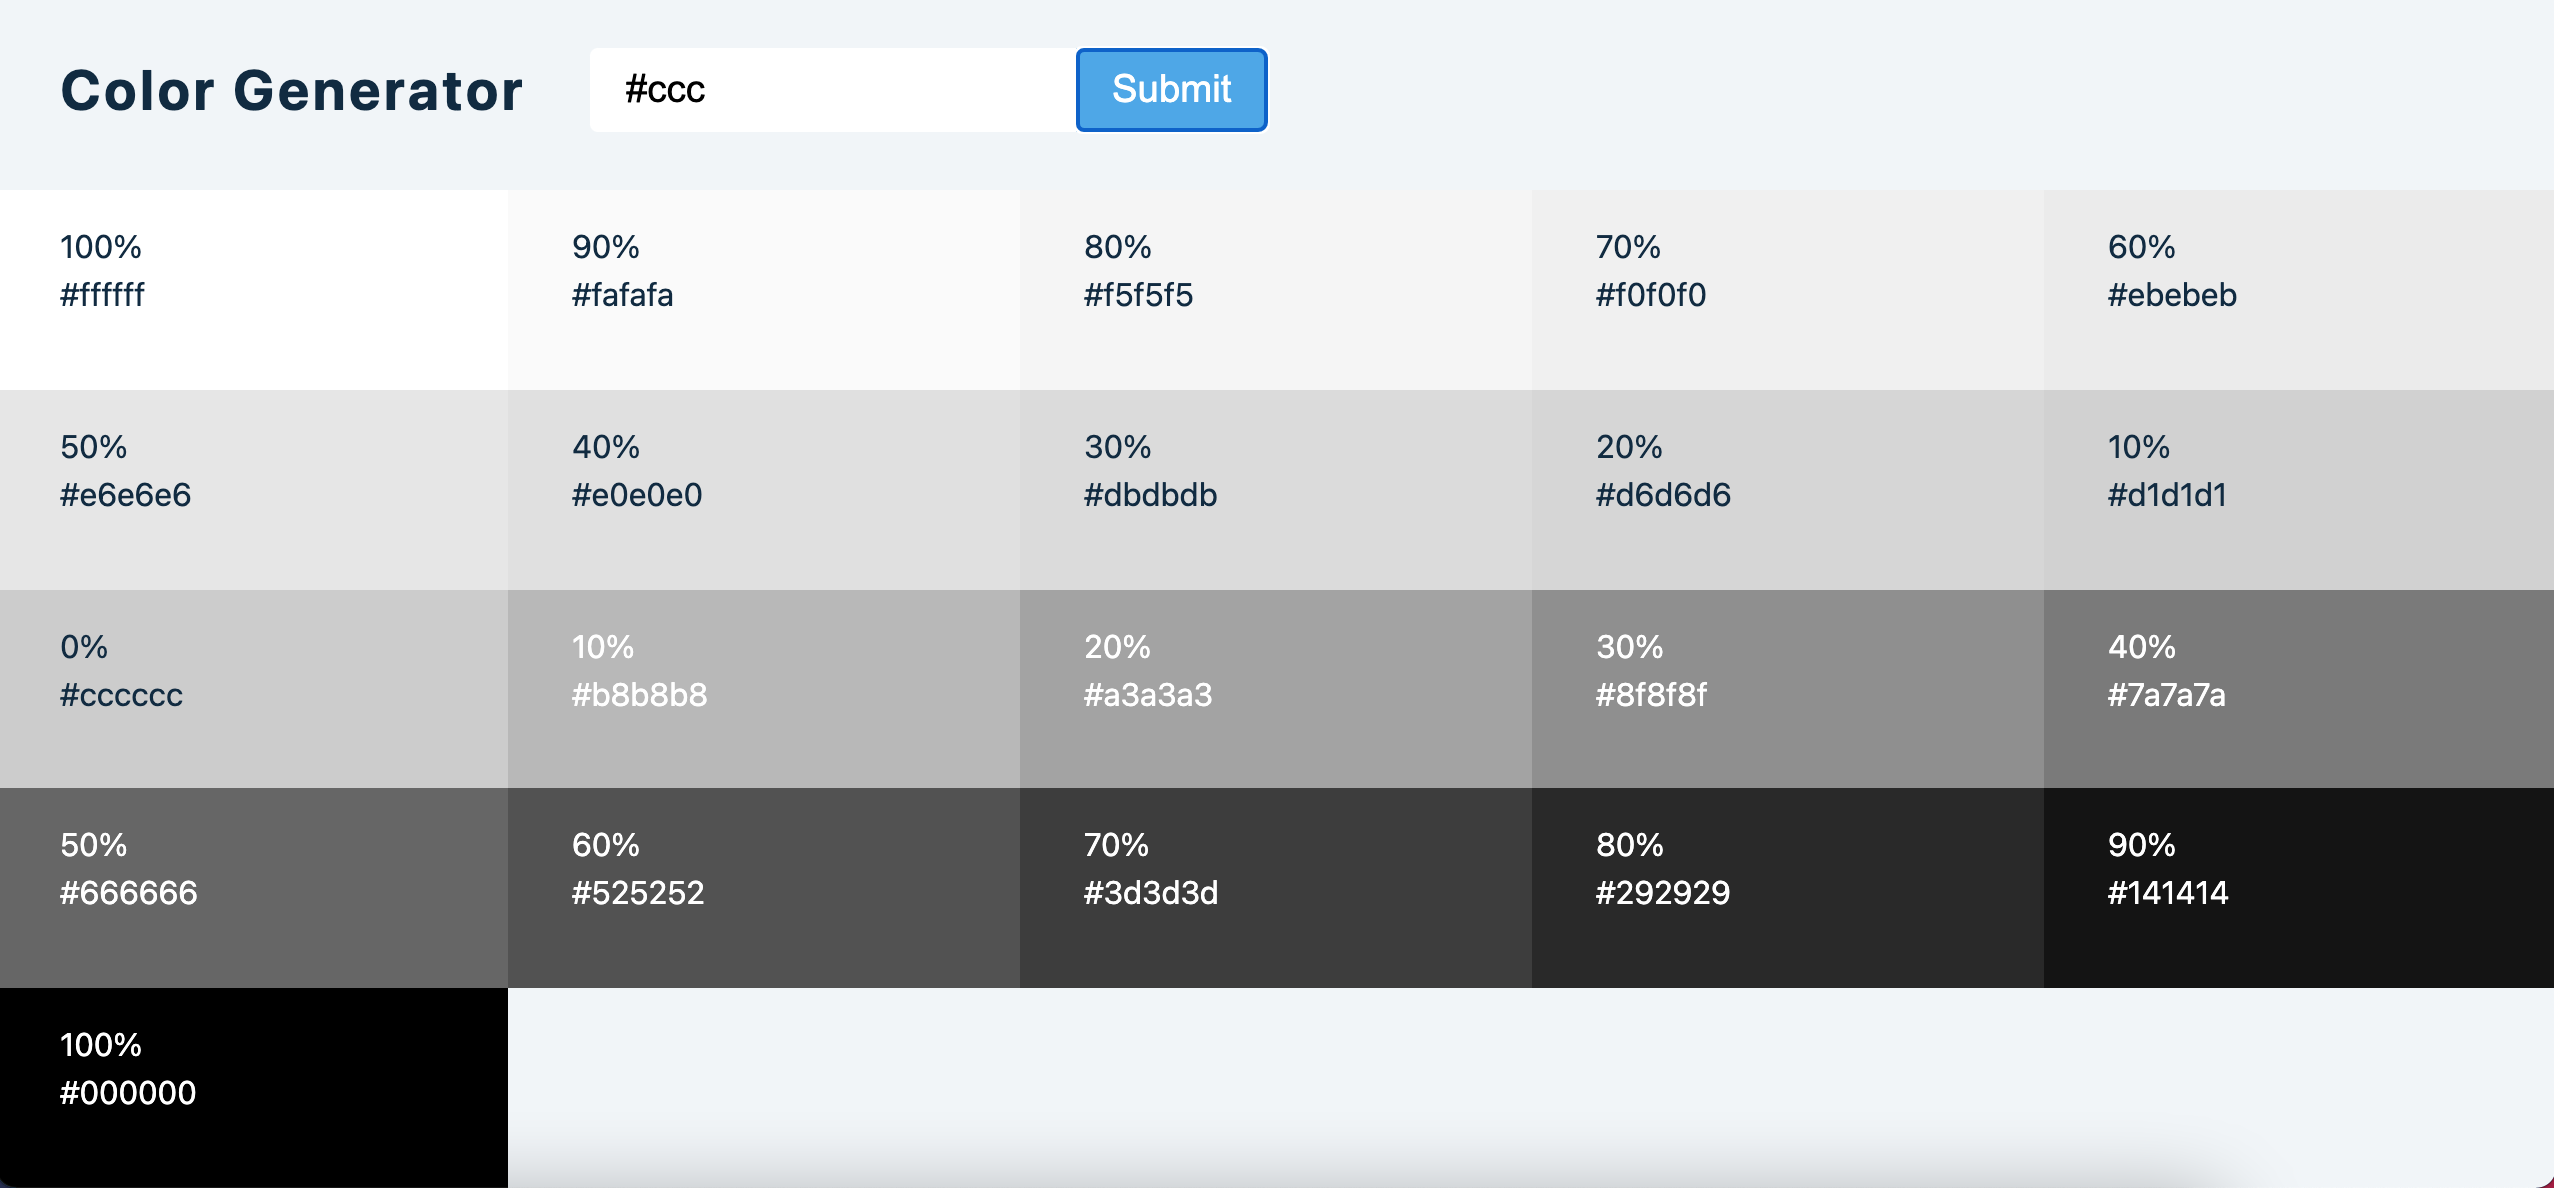 Color Generator
#ccc
Submit
100%
#ffffff
90%
#fafafa
80%
#f5f5f5
70%
#f0f0f0
60%
#ebebeb
50%
#e6e6e6
40%
#e0e0e0
30%
#dbdbdb
20%
#d6d6d6
10%
#d1d1d1
0%
#cccccc
10%
#b8b8b8
20%
#a3a3a3
30%
#8f8f8f
40%
#7a7a7a
50%
#666666
60%
#525252
70%
#3d3d3d
80%
#292929
90%
#141414
100%
#000000